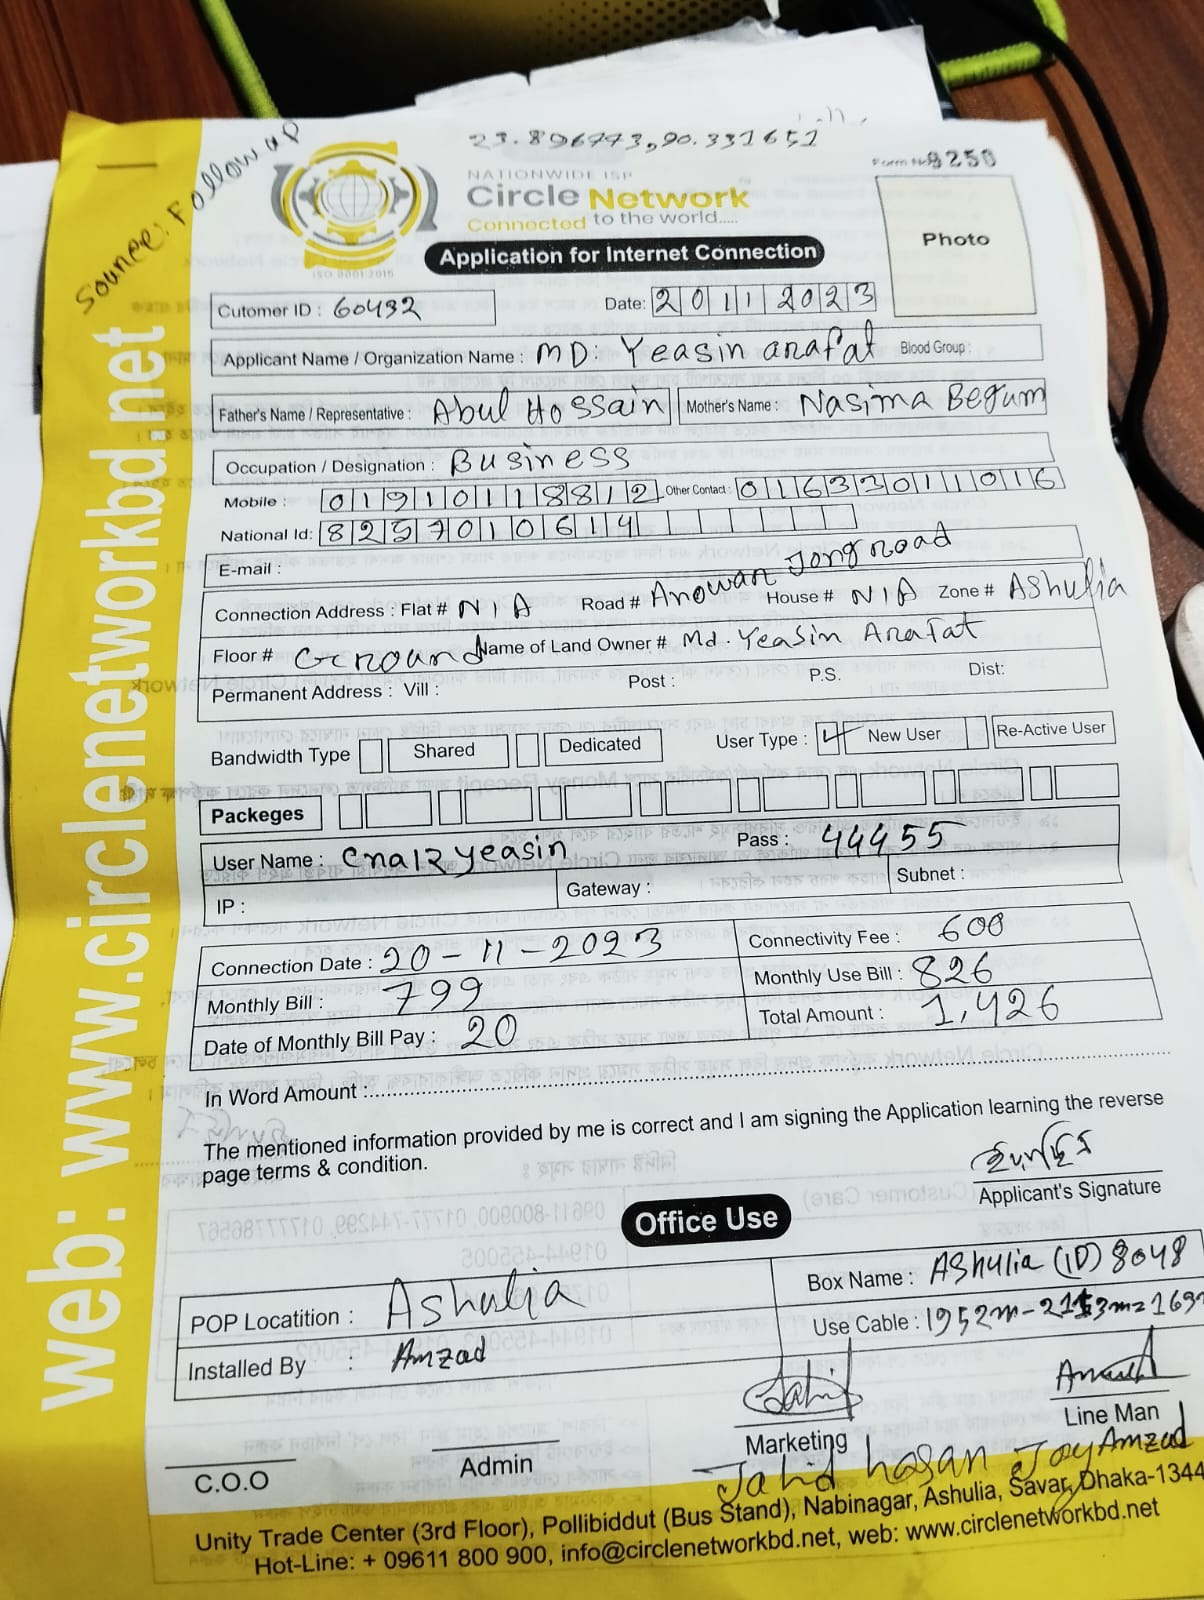 23.896773,90.331651
Source: Follow up
Form No 9250
NATIONWIDE ISP
Circle Network
Connected to the world.....
ISO 9001:2015
Application for Internet Connection
Photo
Cutomer ID : 60492
Date: 20 11 2023
Applicant Name / Organization Name : MD: Yeasin arafat Blood Group :
Father's Name / Representative : Abul Hossain Mother's Name : Nasima Begum
Occupation / Designation : Business
Mobile : 01910118812 Other Contact : 01633011016
National Id: 8257010614
E-mail :
Connection Address : Flat # N/A Road # Anowar Jong road House # N/A Zone # Ashulia
Floor # Ground Name of Land Owner # Md. Yeasin Arafat
Permanent Address : Vill : Post : P.S. Dist:
Bandwidth Type Shared Dedicated User Type : New User Re-Active User
Packeges
User Name : cnalzyeasin Pass : 44455
IP : Gateway : Subnet :
Connection Date : 20-11-2023 Connectivity Fee : 600
Monthly Bill : 799 Monthly Use Bill : 826
Date of Monthly Bill Pay : 20 Total Amount : 1,426
In Word Amount :
The mentioned information provided by me is correct and I am signing the Application learning the reverse
page terms & condition.
Applicant's Signature
Office Use
POP Locatition : Ashulia Box Name : Ashulia (ID) 8048
Installed By : Amzad Use Cable : 1952m-
Marketing Line Man
Jahid hasan Joy Amzad
C.O.O Admin
Unity Trade Center (3rd Floor), Pollibiddut (Bus Stand), Nabinagar, Ashulia, Savar, Dhaka-1344
Hot-Line: + 09611 800 900, info@circlenetworkbd.net, web: www.circlenetworkbd.net
web: www.circlenetworkbd.net